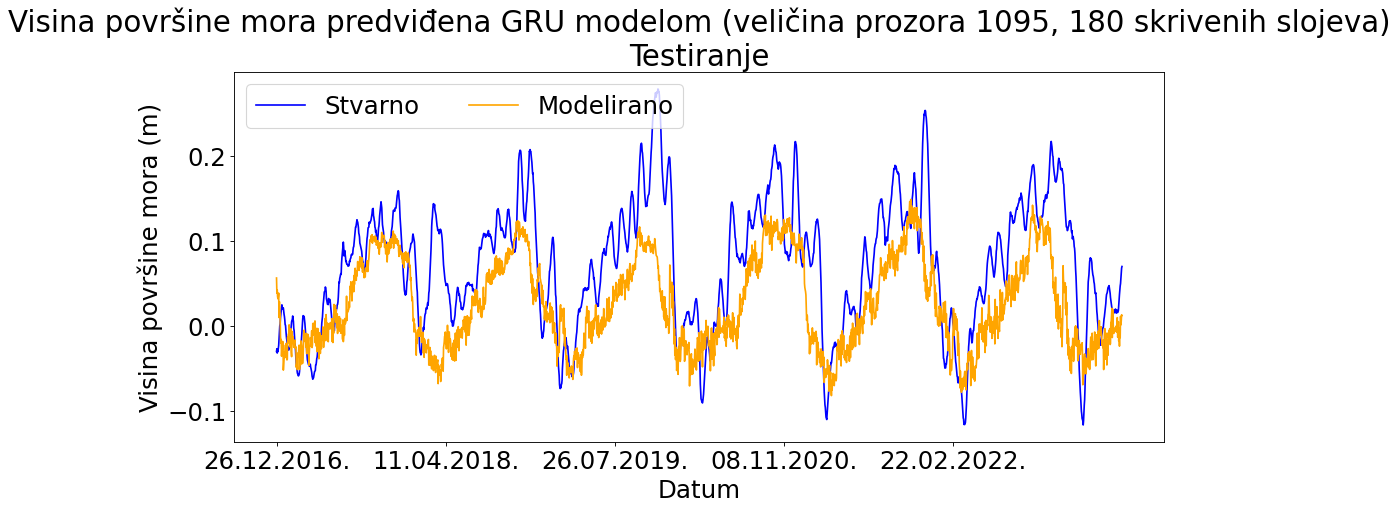 Visina površine mora predviđena GRU modelom (veličina prozora 1095, 180 skrivenih slojeva)
Testiranje
Stvarno Modelirano
Visina površine mora (m)
0.2
0.1
0.0
−0.1
26.12.2016. 11.04.2018. 26.07.2019. 08.11.2020. 22.02.2022.
Datum